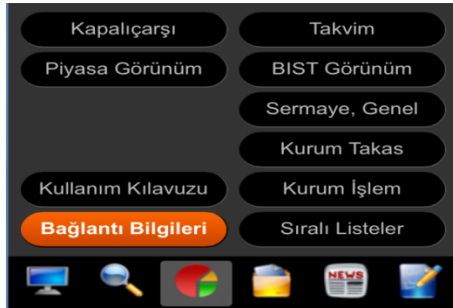 Kapalıçarşı
Takvim
Piyasa Görünüm
BIST Görünüm
Sermaye, Genel
Kurum Takas
Kullanım Kılavuzu
Kurum İşlem
Bağlantı Bilgileri
Sıralı Listeler
NEWS